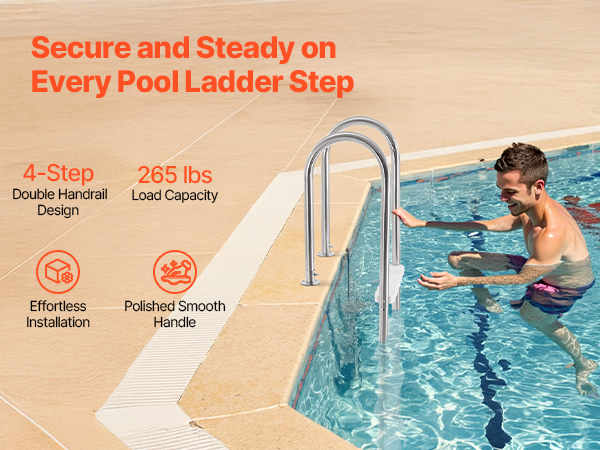 Secure and Steady on
Every Pool Ladder Step
4-Step
Double Handrail
Design
265 lbs
Load Capacity
Effortless
Installation
Polished Smooth
Handle